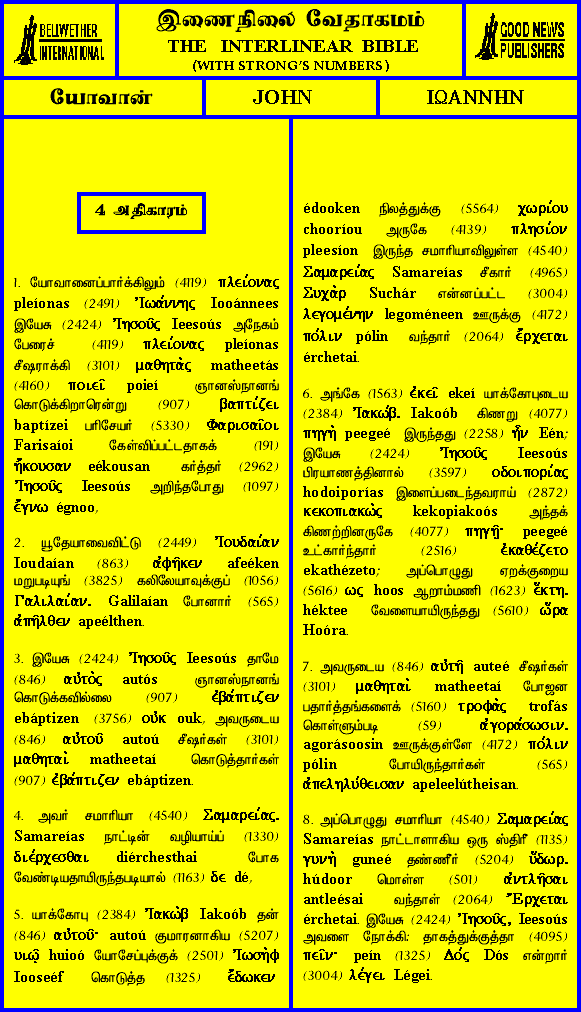 BELLWETHER
INTERNATIONAL
இணைநிலை வேதாகமம்
THE INTERLINEAR BIBLE
(WITH STRONG'S NUMBERS)
GOOD NEWS
PUBLISHERS
யோவான்
JOHN
ΙΩΑΝΝΗΝ
4 அதிகாரம்
1. யோவானைப்பார்க்கிலும் (4119) πλείονας
pleíonas (2491) Ἰωάννης Iooánnees
இயேசு (2424) Ἰησοῦς Ieesoús அநேகம்
பேரைச் (4119) πλείονας pleíonas
சீஷராக்கி (3101) μαθητὰς matheetás
(4160) ποιεῖ poieí ஞானஸ்நானங்
கொடுக்கிறாரென்று (907) βαπτίζει
baptízei பரிசேயர் (5330) Φαρισαῖοι
Farisaíoi கேள்விப்பட்டதாகக் (191)
ἤκουσαν eékousan கர்த்தர் (2962)
Ἰησοῦς Ieesoús அறிந்தபோது (1097)
ἔγνω égnoo,
2. யூதேயாவைவிட்டு (2449) Ἰουδαίαν
Ioudaían (863) ἀφῆκεν afeéken
மறுபடியுங் (3825) கலிலேயாவுக்குப் (1056)
Γαλιλαίαν. Galilaían போனார் (565)
ἀπῆλθεν apeélthen.
3. இயேசு (2424) Ἰησοῦς Ieesoús தாமே
(846) αὐτὸς autós ஞானஸ்நானங்
கொடுக்கவில்லை (907) ἐβάπτιζεν
ebáptizen (3756) οὐκ ouk, அவருடைய
(846) αὐτοῦ autoú சீஷர்கள் (3101)
μαθηταὶ matheetaí கொடுத்தார்கள்
(907) ἐβάπτιζεν ebáptizen.
4. அவர் சமாரியா (4540) Σαμαρείας.
Samareías நாட்டின் வழியாய்ப் (1330)
διέρχεσθαι diérchesthai போக
வேண்டியதாயிருந்தபடியால் (1163) δε dé,
5. யாக்கோபு (2384) Ἰακὼβ Iakoób தன்
(846) αὐτοῦ· autoú குமாரனாகிய (5207)
υιῷ huioó யோசேப்புக்குக் (2501) Ἰωσὴφ
Iooseéf கொடுத்த (1325) ἔδωκεν
édooken நிலத்துக்கு (5564) χωρίου
chooríou அருகே (4139) πλησίον
pleesíon இருந்த சமாரியாவிலுள்ள (4540)
Σαμαρείας Samareías சீகார் (4965)
Συχὰρ Suchár என்னப்பட்ட (3004)
λεγομένην legoméneen ஊருக்கு (4172)
πόλιν pólin வந்தார் (2064) ἔρχεται
érchetai.
6. அங்கே (1563) ἐκεῖ ekeí யாக்கோபுடைய
(2384) Ἰακώβ. Iakoób கிணறு (4077)
πηγὴ peegeé இருந்தது (2258) ἦν Eén;
இயேசு (2424) Ἰησοῦς Ieesoús
பிரயாணத்தினால் (3597) οδοιπορίας
hodoiporías இளைப்படைந்தவராய் (2872)
κεκοπιακὼς kekopiakoós அந்தக்
கிணற்றினருகே (4077) πηγῇ· peegeé
உட்கார்ந்தார் (2516) ἐκαθέζετο
ekathézeto; அப்பொழுது ஏறக்குறைய
(5616) ως hoos ஆறாம்மணி (1623) ἕκτη.
héktee வேளையாயிருந்தது (5610) ὥρα
Hoóra.
7. அவருடைய (846) αὐτῇ auteé சீஷர்கள்
(3101) μαθηταὶ matheetaí போஜன
பதார்த்தங்களைக் (5160) τροφὰς trofás
கொள்ளும்படி (59) ἀγοράσωσιν.
agorásoosin ஊருக்குள்ளே (4172) πόλιν
pólin போயிருந்தார்கள் (565)
ἀπεληλύθεισαν apeleelútheisan.
8. அப்பொழுது சமாரியா (4540) Σαμαρείας
Samareías நாட்டாளாகிய ஒரு ஸ்திரீ (1135)
γυνὴ guneé தண்ணீர் (5204) ὕδωρ.
húdoor மொள்ள (501) ἀντλῆσαι
antleésai வந்தாள் (2064) Ἔρχεται
érchetai. இயேசு (2424) Ἰησοῦς, Ieesoús
அவளை நோக்கி: தாகத்துக்குத்தா (4095)
πεῖν· peín (1325) Δός Dós என்றார்
(3004) λέγει Légei.